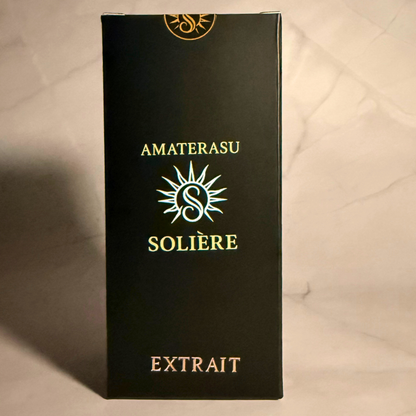 AMATERASU
S
SOLIÈRE
EXTRAIT